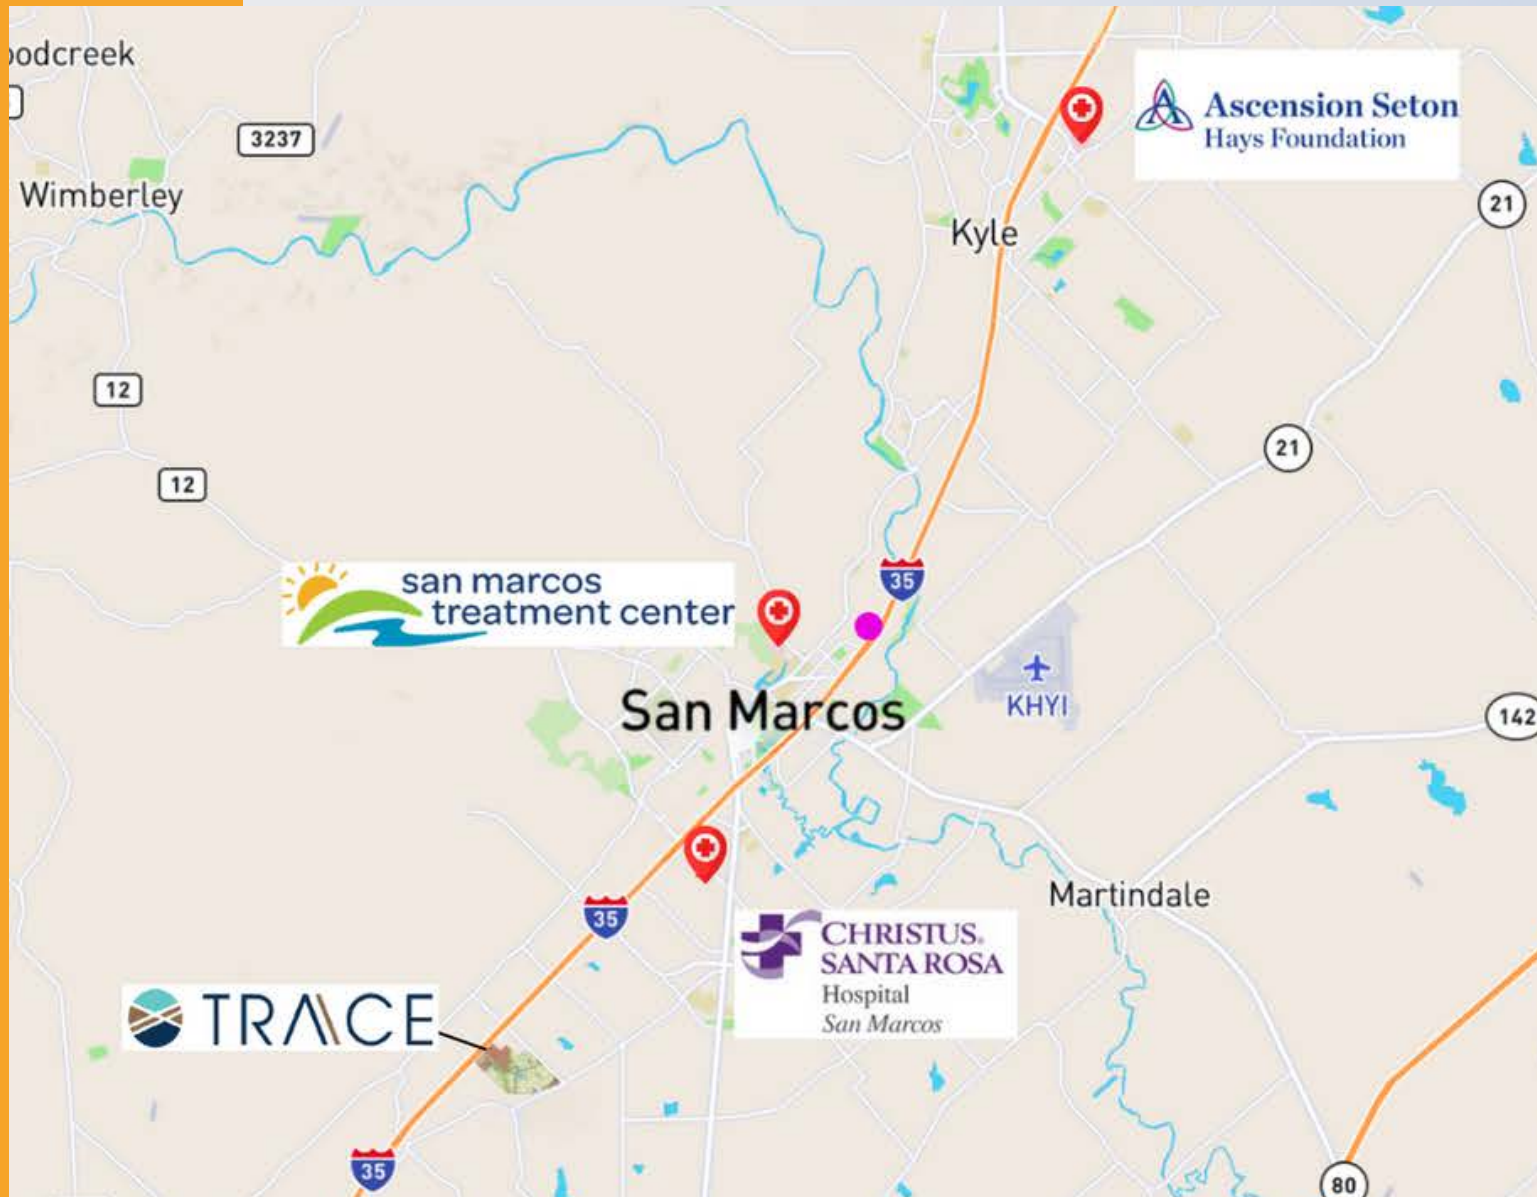 oodcreek
3237
Ascension Seton
Hays Foundation
Wimberley
21
Kyle
12
21
12
san marcos
treatment center
35
San Marcos
KHYI
142
35
Martindale
CHRISTUS
SANTA ROSA
Hospital
San Marcos
TRACE
35
80